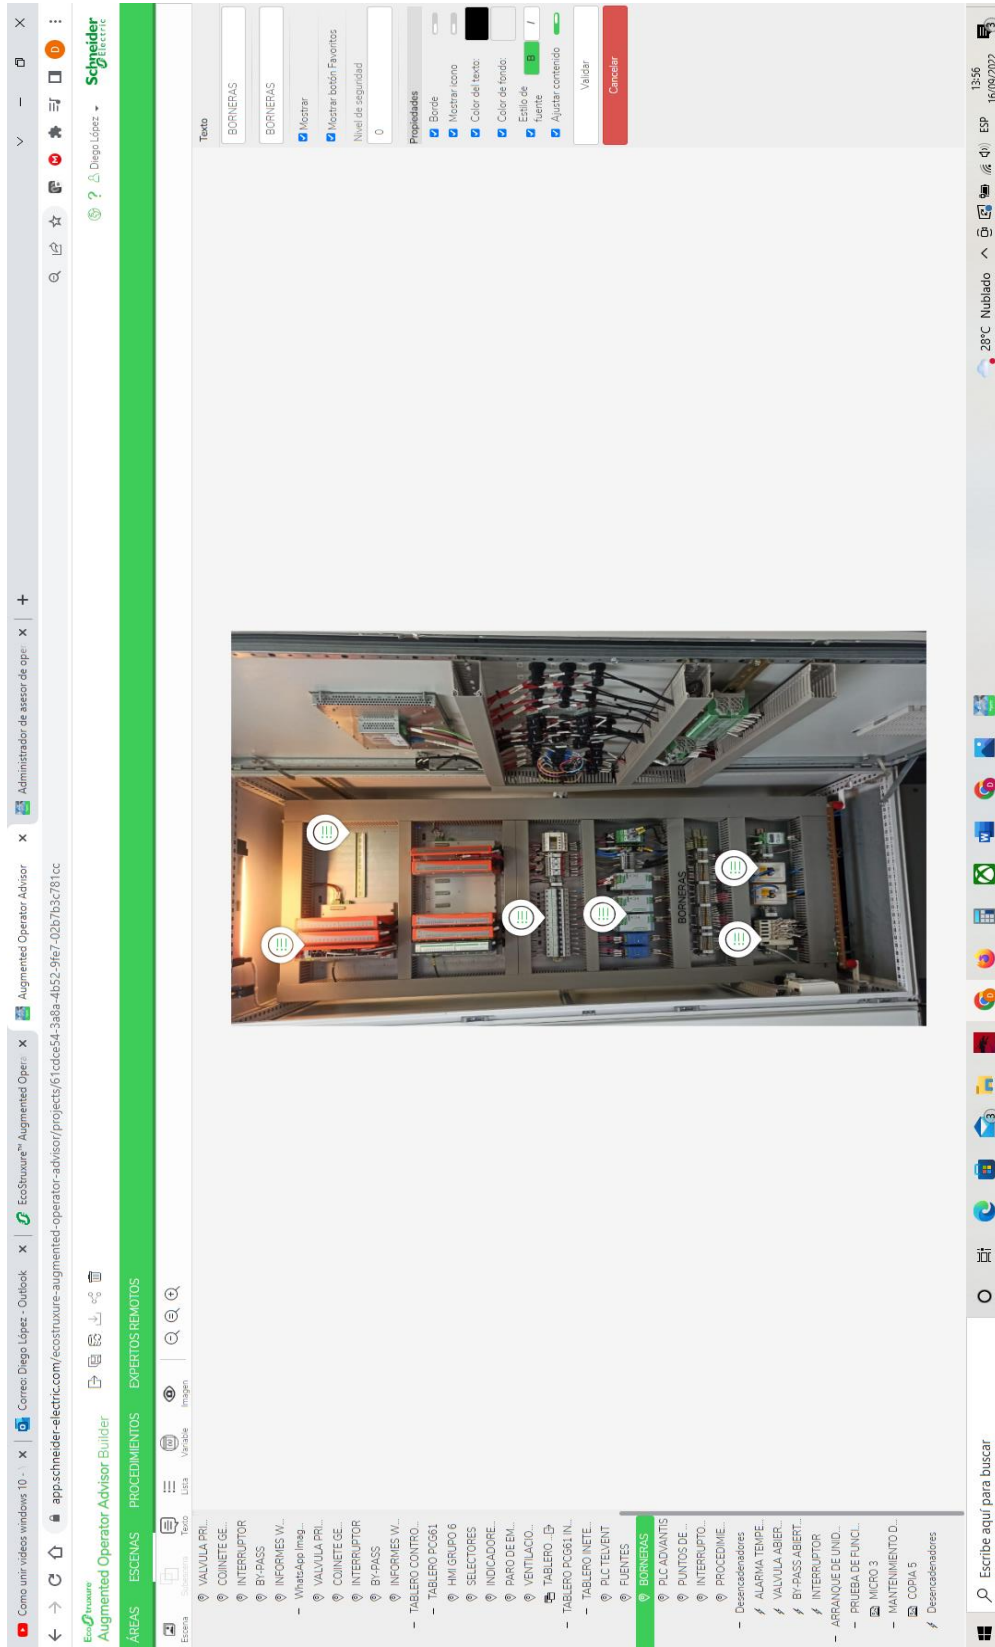 Como unir videos windows 10 -
Correo: Diego López - Outlook
EcoStruxure™ Augmented Opera
Augmented Operator Advisor
Administrador de asesor de ope
app.schneider-electric.com/ecostruxure-augmented-operator-advisor/projects/61cdce54-3a8a-4b52-9fe7-02b7b3c781cc
EcoStruxure
Augmented Operator Advisor Builder
Diego López
Schneider
Electric
ÁREAS
ESCENAS
PROCEDIMIENTOS
EXPERTOS REMOTOS
Escena
Subescena
Texto
Lista
Variable
Imagen
VALVULA PRI...
COJINETE GE...
INTERRUPTOR
BY-PASS
INFORMES W...
WhatsApp Imag...
VALVULA PRI...
COJINETE GE...
INTERRUPTOR
BY-PASS
INFORMES W...
TABLERO CONTRO...
TABLERO PCG61
HMI GRUPO 6
SELECTORES
INDICADORE...
PARO DE EM...
VENTILACIO...
TABLERO ...
TABLERO PCG61 IN...
TABLERO INETE...
PLC TELVENT
FUENTES
BORNERAS
PLC ADVANTIS
PUNTOS DE ...
INTERRUPTO...
PROCEDIMIE...
Desencadenadores
ALARMA TEMPE...
VALVULA ABIER...
BY-PASS ABIERT...
INTERRUPTOR
ARRANQUE DE UNID...
PRUEBA DE FUNCI...
MICRO 3
MANTENIMIENTO D...
COPIA 5
Desencadenadores
BORNERAS
Texto
BORNERAS
BORNERAS
Mostrar
Mostrar botón Favoritos
Nivel de seguridad
0
Propiedades
Borde
Mostrar icono
Color del texto:
Color de fondo:
Estilo de
fuente
B
I
Ajustar contenido
Validar
Cancelar
Escribe aquí para buscar
28°C Nublado
ESP
13:56
16/09/2022